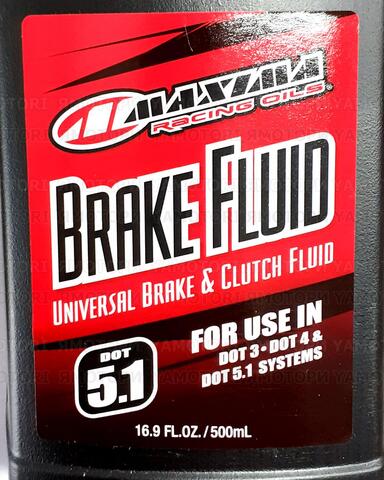 MAXIMA
RACING OILS®
BRAKE FLUID
UNIVERSAL BRAKE & CLUTCH FLUID
DOT
5.1
FOR USE IN
DOT 3 • DOT 4 &
DOT 5.1 SYSTEMS
16.9 FL.OZ. / 500mL